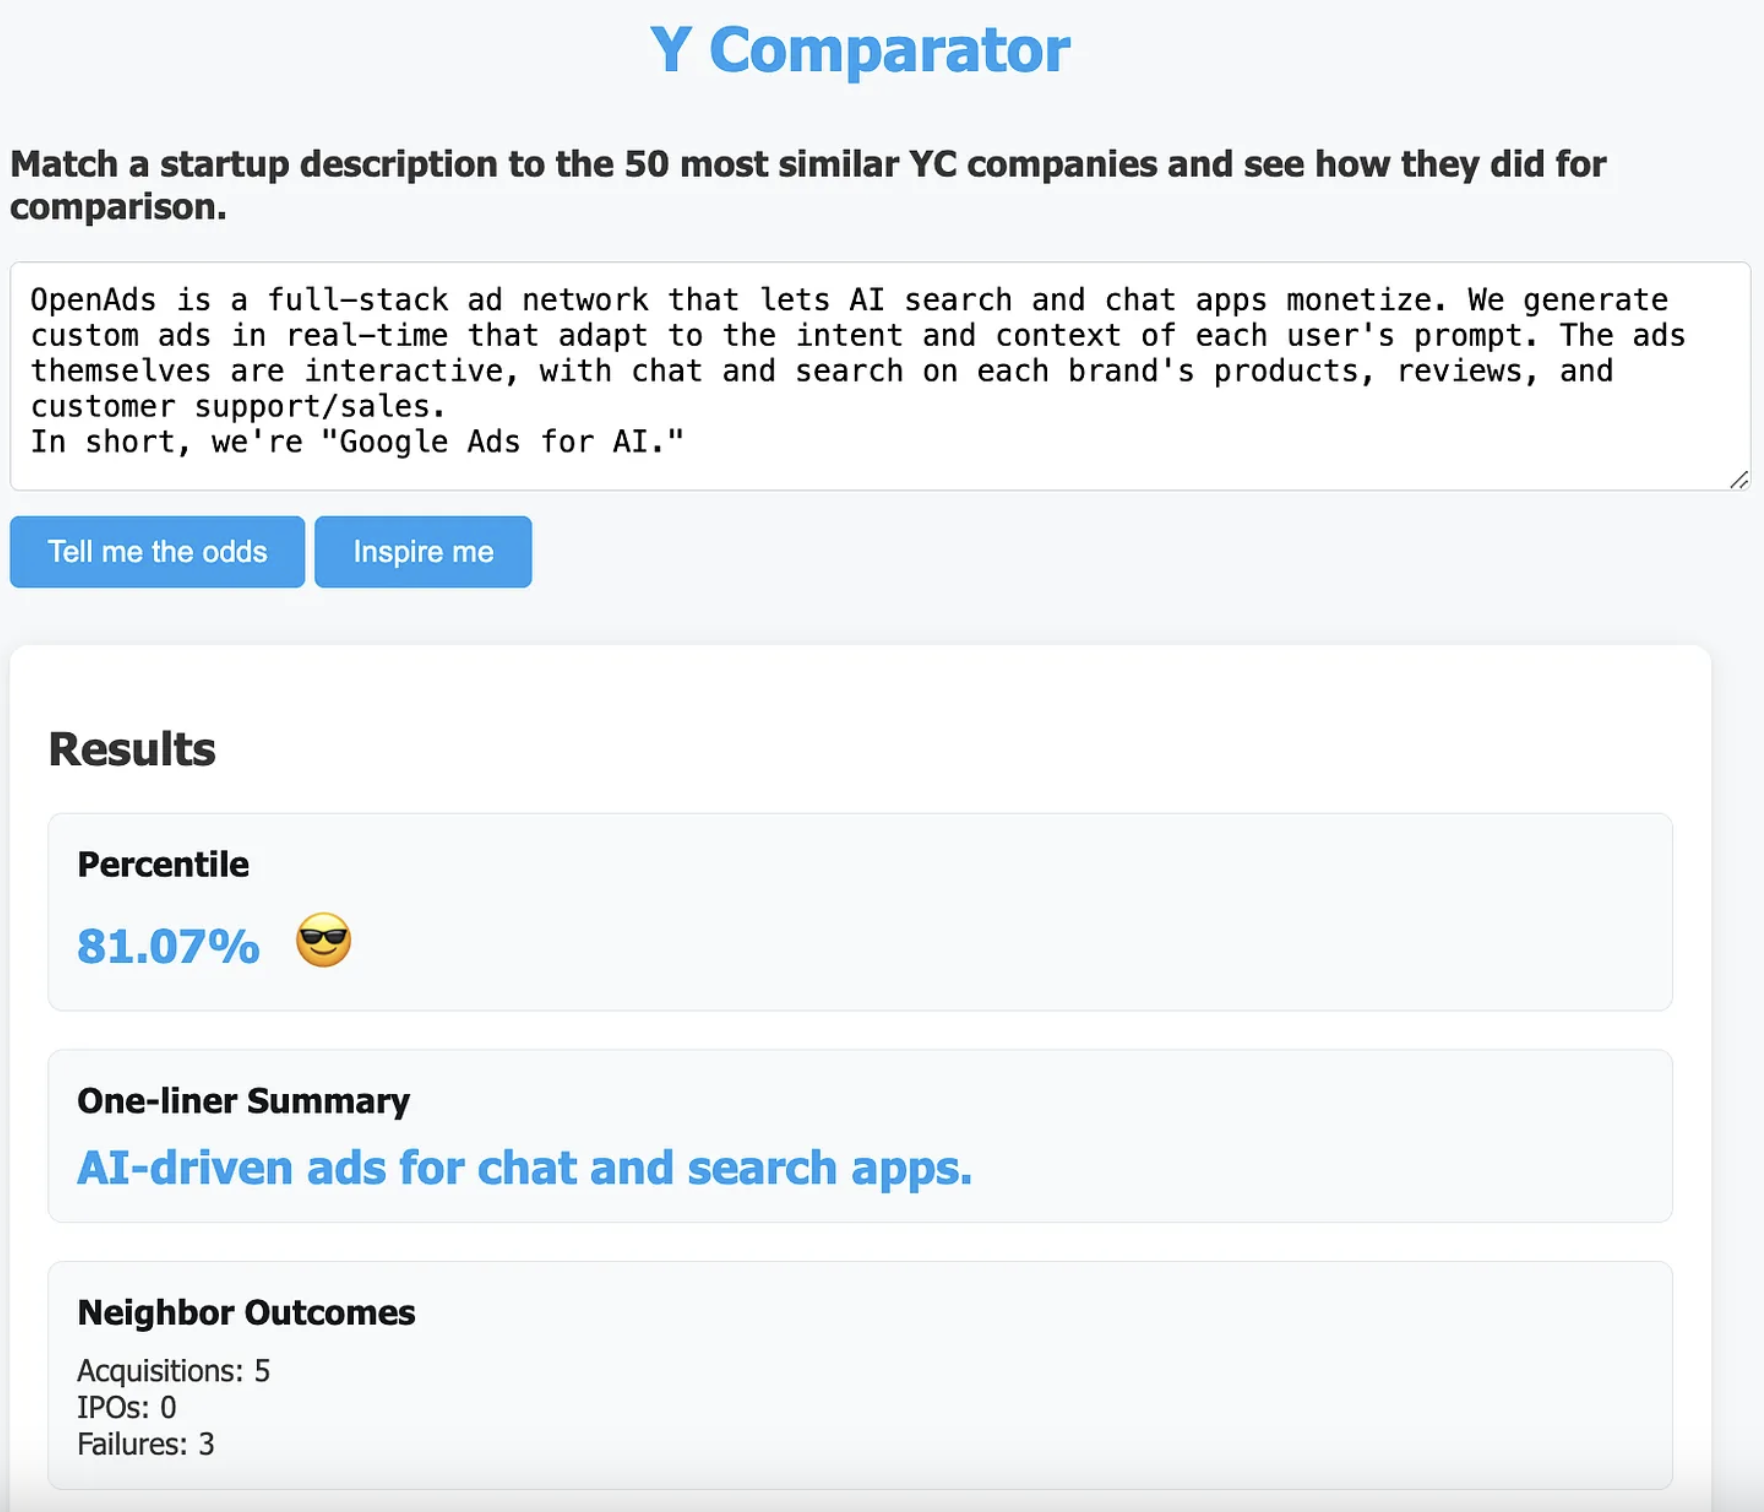 Y Comparator
Match a startup description to the 50 most similar YC companies and see how they did for
comparison.
OpenAds is a full-stack ad network that lets AI search and chat apps monetize. We generate
custom ads in real-time that adapt to the intent and context of each user's prompt. The ads
themselves are interactive, with chat and search on each brand's products, reviews, and
customer support/sales.
In short, we're "Google Ads for AI."
Tell me the odds Inspire me
Results
Percentile
81.07% 😎
One-liner Summary
AI-driven ads for chat and search apps.
Neighbor Outcomes
Acquisitions: 5
IPOs: 0
Failures: 3